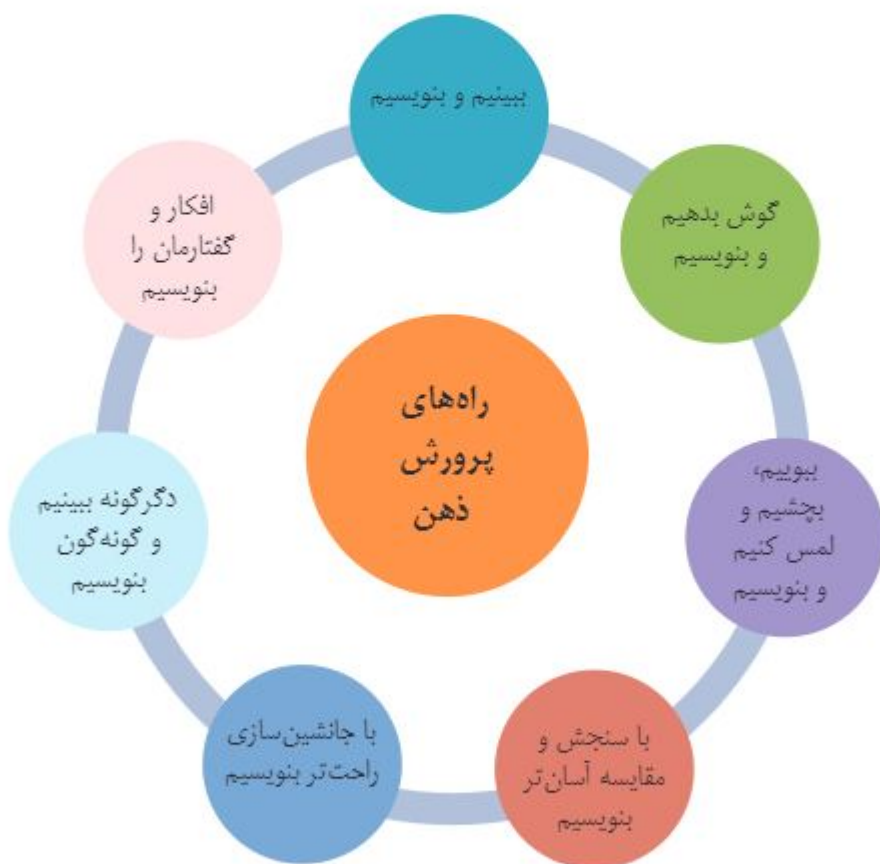 ببینیم و بنویسیم
گوش بدهیم
و بنویسیم
ببوییم،
بچشیم و
لمس کنیم
و بنویسیم
با سنجش و
مقایسه آسان‌تر
بنویسیم
با جانشین‌سازی
راحت‌تر بنویسیم
دگرگونه ببینیم
و گونه‌گون
بنویسیم
افکار و
گفتارمان را
بنویسیم
راه‌های
پرورش
ذهن